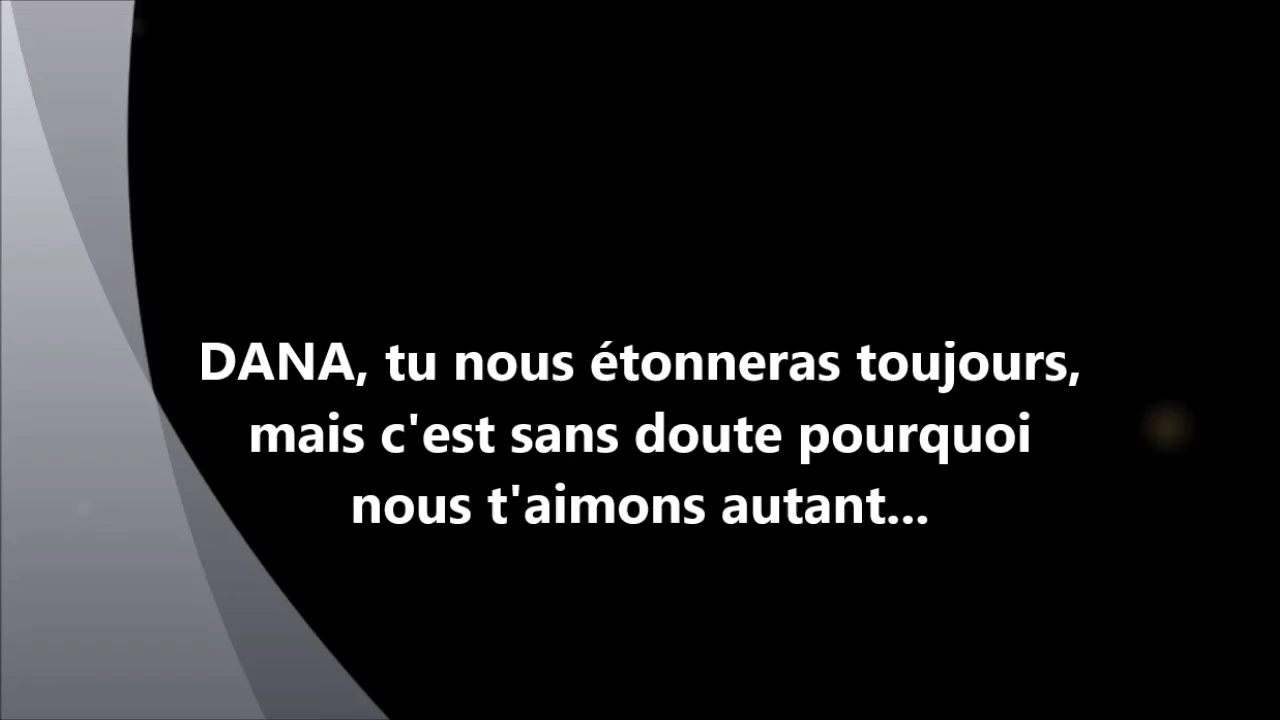 DANA, tu nous étonneras toujours,
mais c'est sans doute pourquoi
nous t'aimons autant...